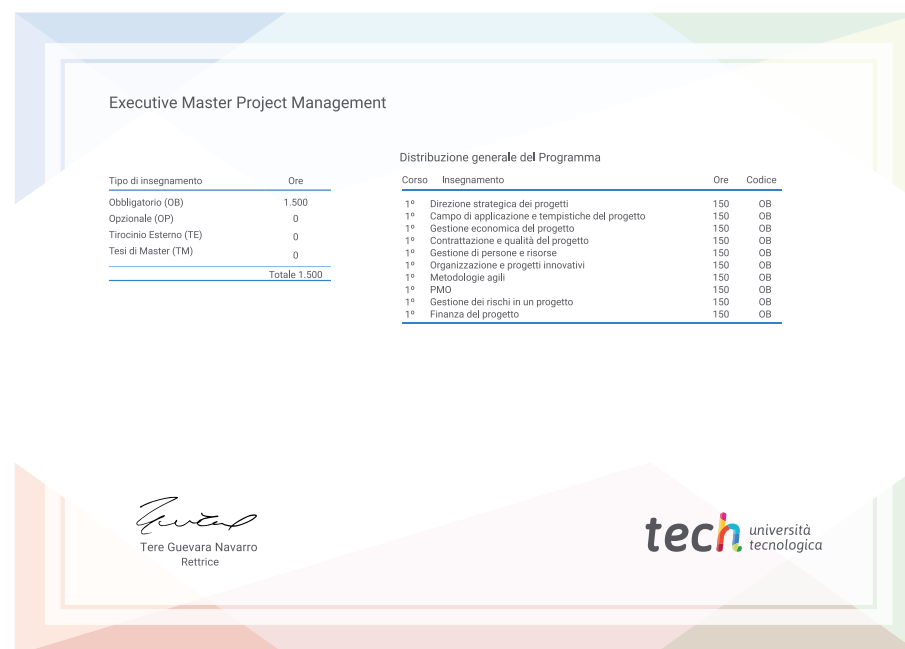 Executive Master Project Management
Tipo di insegnamento Ore
Obbligatorio (OB) 1.500
Opzionale (OP) 0
Tirocinio Esterno (TE) 0
Tesi di Master (TM) 0
Totale 1.500
Distribuzione generale del Programma
Corso Insegnamento Ore Codice
1º Direzione strategica dei progetti 150 OB
1º Campo di applicazione e tempistiche del progetto 150 OB
1º Gestione economica del progetto 150 OB
1º Contrattazione e qualità del progetto 150 OB
1º Gestione di persone e risorse 150 OB
1º Organizzazione e progetti innovativi 150 OB
1º Metodologie agili 150 OB
1º PMO 150 OB
1º Gestione dei rischi in un progetto 150 OB
1º Finanza del progetto 150 OB
Tere Guevara Navarro
Rettrice
tech università
tecnologica